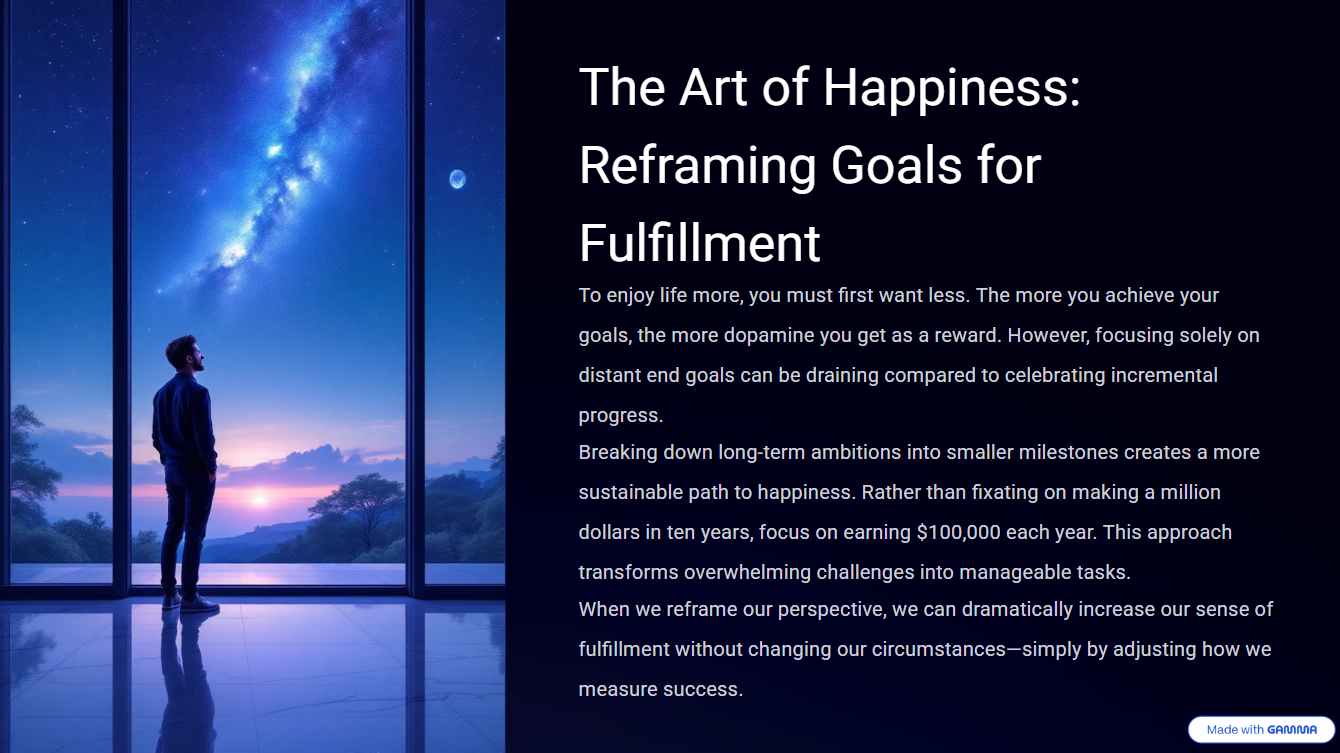 The Art of Happiness:
Reframing Goals for
Fulfillment
To enjoy life more, you must first want less. The more you achieve your
goals, the more dopamine you get as a reward. However, focusing solely on
distant end goals can be draining compared to celebrating incremental
progress.
Breaking down long-term ambitions into smaller milestones creates a more
sustainable path to happiness. Rather than fixating on making a million
dollars in ten years, focus on earning $100,000 each year. This approach
transforms overwhelming challenges into manageable tasks.
When we reframe our perspective, we can dramatically increase our sense of
fulfillment without changing our circumstances—simply by adjusting how we
measure success.
Made with GAMMA